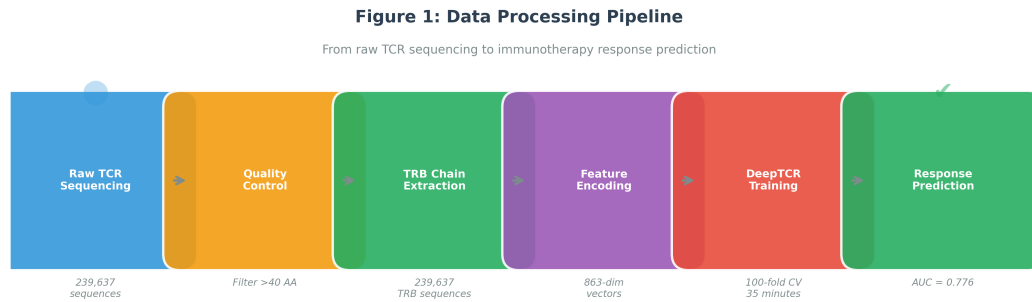 Figure 1: Data Processing Pipeline
From raw TCR sequencing to immunotherapy response prediction
Raw TCR
Sequencing
Quality
Control
TRB Chain
Extraction
Feature
Encoding
DeepTCR
Training
Response
Prediction
239,637
sequences
Filter >40 AA
239,637
TRB sequences
863-dim
vectors
100-fold CV
35 minutes
AUC = 0.776